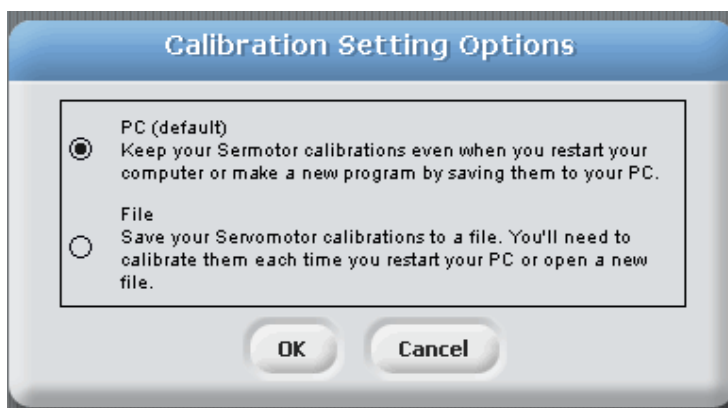 Calibration Setting Options
PC (default)
Keep your Sermotor calibrations even when you restart your
computer or make a new program by saving them to your PC.
File
Save your Servomotor calibrations to a file. You'll need to
calibrate them each time you restart your PC or open a new
file.
OK Cancel